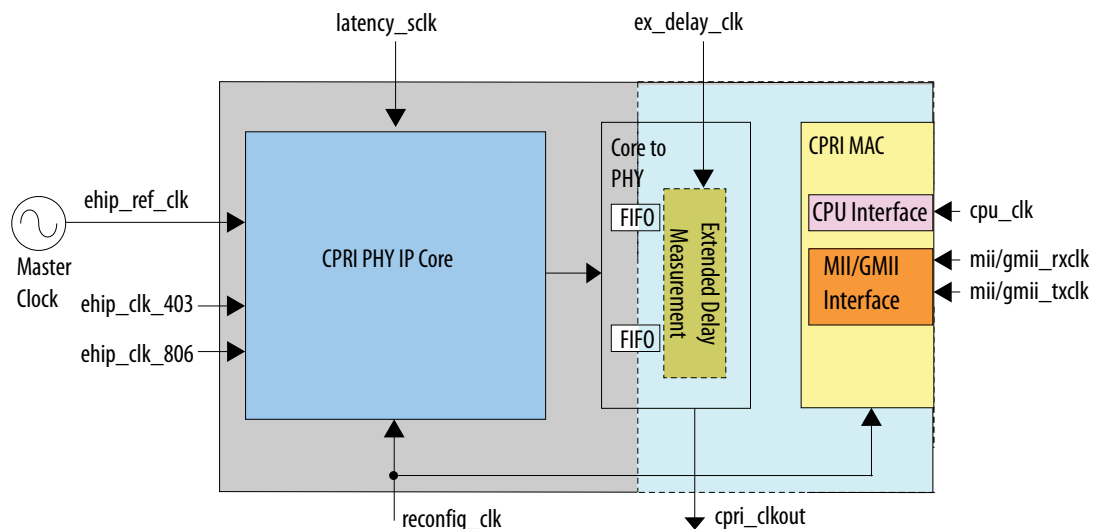 latency_sclk
ex_delay_clk
Core to
PHY
CPRI MAC
ehip_ref_clk
FIFO
CPU Interface
cpu_clk
CPRI PHY IP Core
Extended Delay
Measurement
MII/GMII
Interface
mii/gmii_rxclk
mii/gmii_txclk
Master
Clock
ehip_clk_403
FIFO
ehip_clk_806
reconfig_clk
cpri_clkout